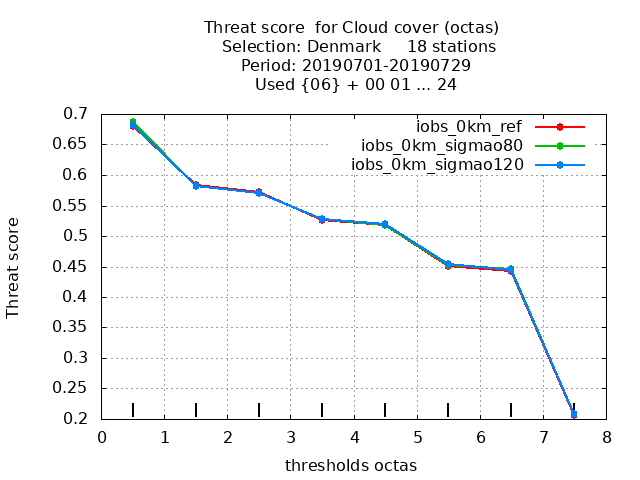 Threat score  for Cloud cover (octas)
Selection: Denmark     18 stations
Period: 20190701-20190729
Used {06} + 00 01 ... 24
iobs_0km_ref
iobs_0km_sigmao80
iobs_0km_sigmao120
Threat score
0.7
0.65
0.6
0.55
0.5
0.45
0.4
0.35
0.3
0.25
0.2
0 1 2 3 4 5 6 7 8
thresholds octas